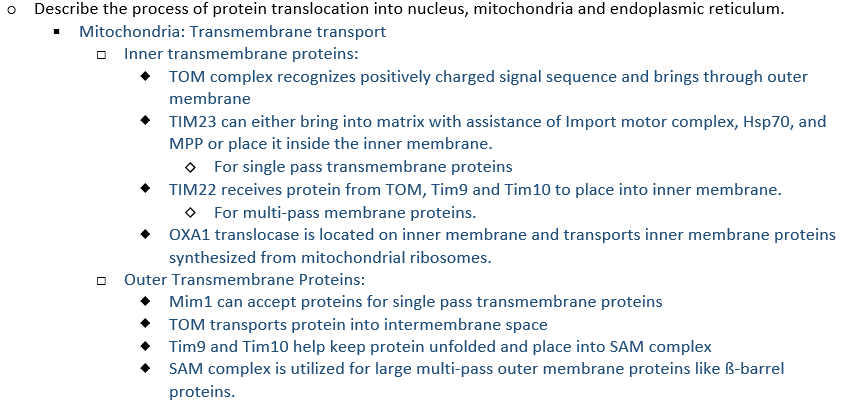 Describe the process of protein translocation into nucleus, mitochondria and endoplasmic reticulum.
Mitochondria: Transmembrane transport
Inner transmembrane proteins:
TOM complex recognizes positively charged signal sequence and brings through outer
membrane
TIM23 can either bring into matrix with assistance of Import motor complex, Hsp70, and
MPP or place it inside the inner membrane.
For single pass transmembrane proteins
TIM22 receives protein from TOM, Tim9 and Tim10 to place into inner membrane.
For multi-pass membrane proteins.
OXA1 translocase is located on inner membrane and transports inner membrane proteins
synthesized from mitochondrial ribosomes.
Outer Transmembrane Proteins:
Mim1 can accept proteins for single pass transmembrane proteins
TOM transports protein into intermembrane space
Tim9 and Tim10 help keep protein unfolded and place into SAM complex
SAM complex is utilized for large multi-pass outer membrane proteins like ß-barrel
proteins.